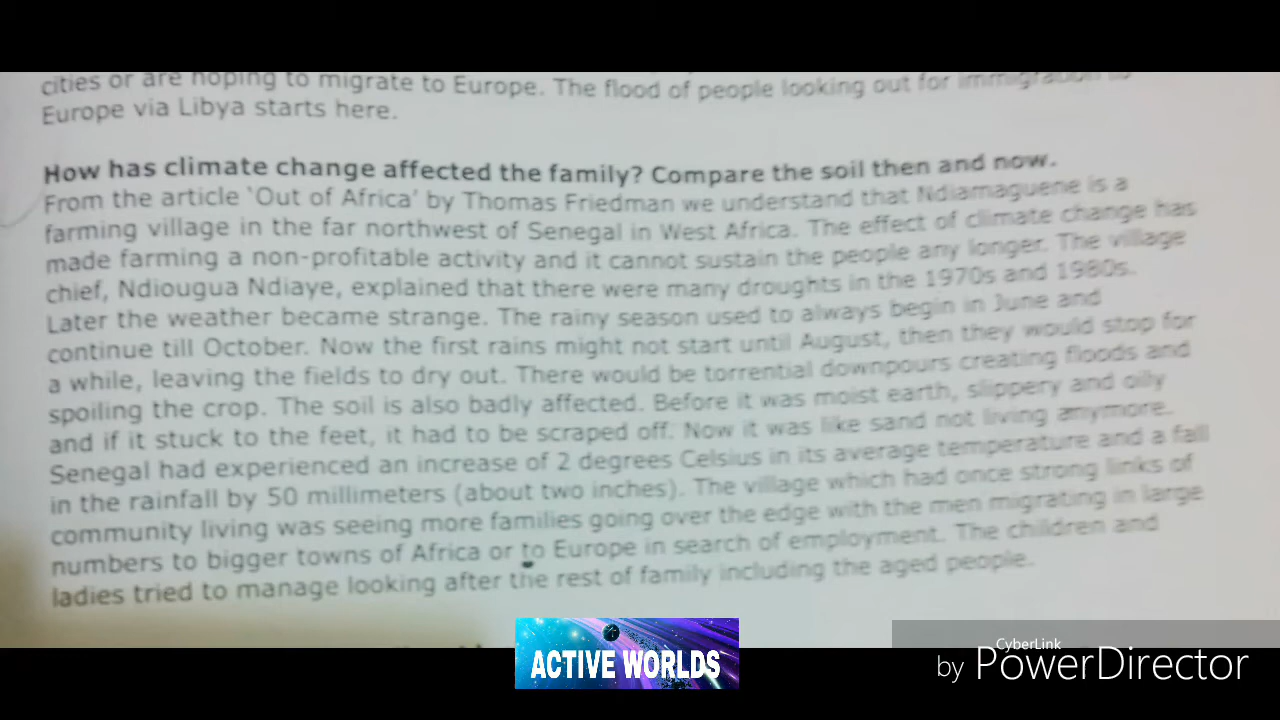 cities or are hoping to migrate to Europe. The flood of people looking out for immigration to
Europe via Libya starts here.
How has climate change affected the family? Compare the soil then and now.
From the article ‘Out of Africa’ by Thomas Friedman we understand that Ndiamaguene is a
farming village in the far northwest of Senegal in West Africa. The effect of climate change has
made farming a non-profitable activity and it cannot sustain the people any longer. The village
chief, Ndiougua Ndiaye, explained that there were many droughts in the 1970s and 1980s.
Later the weather became strange. The rainy season used to always begin in June and
continue till October. Now the first rains might not start until August, then they would stop for
a while, leaving the fields to dry out. There would be torrential downpours creating floods and
spoiling the crop. The soil is also badly affected. Before it was moist earth, slippery and oily
and if it stuck to the feet, it had to be scraped off. Now it was like sand not living anymore.
Senegal had experienced an increase of 2 degrees Celsius in its average temperature and a fall
in the rainfall by 50 millimeters (about two inches). The village which had once strong links of
community living was seeing more families going over the edge with the men migrating in large
numbers to bigger towns of Africa or to Europe in search of employment. The children and
ladies tried to manage looking after the rest of family including the aged people.
ACTIVE WORLDS
CyberLink
by PowerDirector